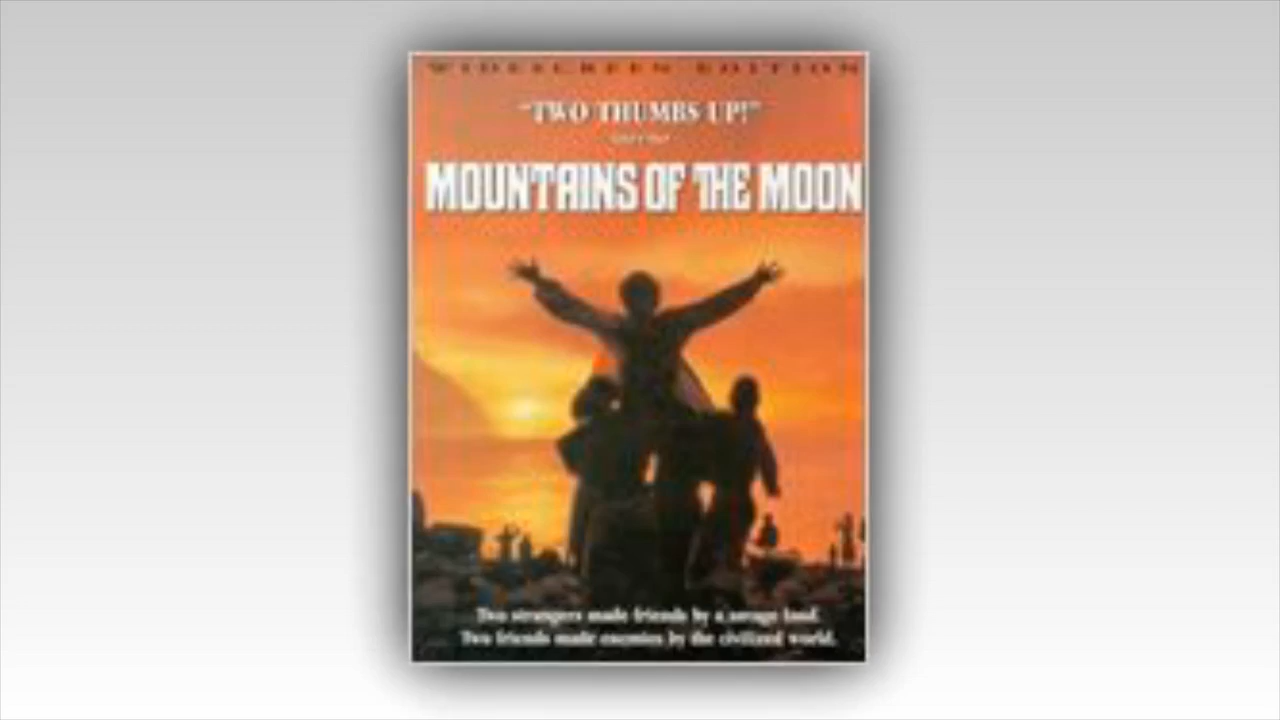 WIDESCREEN EDITION
"TWO THUMBS UP!"
MOUNTAINS OF THE MOON
Two strangers made friends by a savage land.
Two friends made enemies by the civilized world.